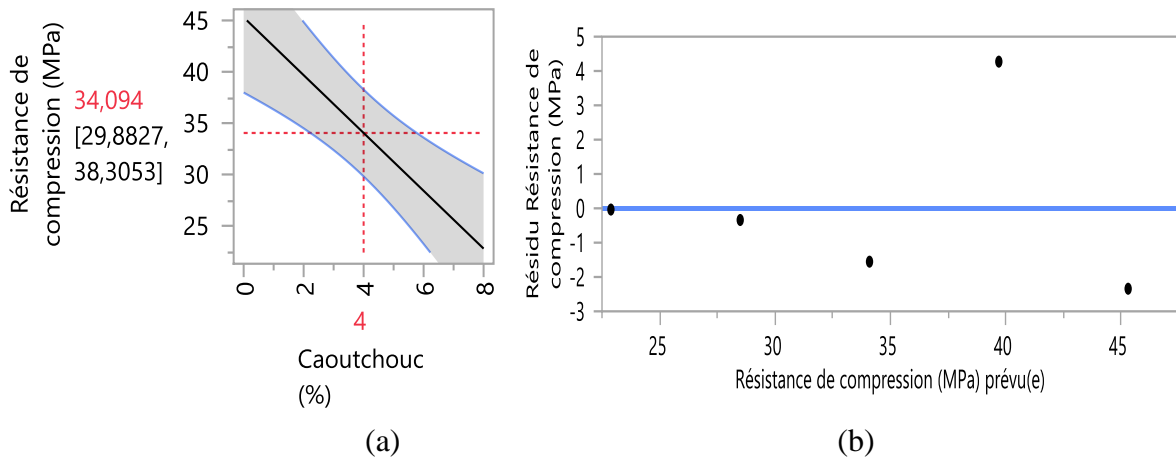 Résistance de
compression (MPa)
34,094
[29,8827,
38,3053]
45
40
35
30
25
0 2 4 6 8
4
Caoutchouc
(%)
(a)
Résidu Résistance de
compression (MPa)
5
4
3
2
1
0
-1
-2
-3
25 30 35 40 45
Résistance de compression (MPa) prévu(e)
(b)